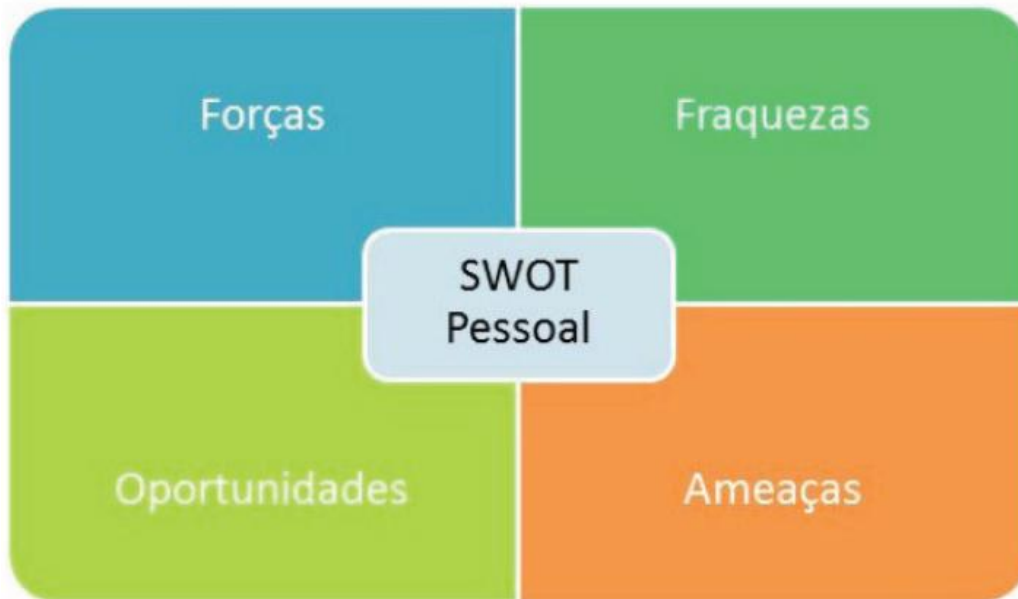 Forças
Fraquezas
SWOT
Pessoal
Oportunidades
Ameaças